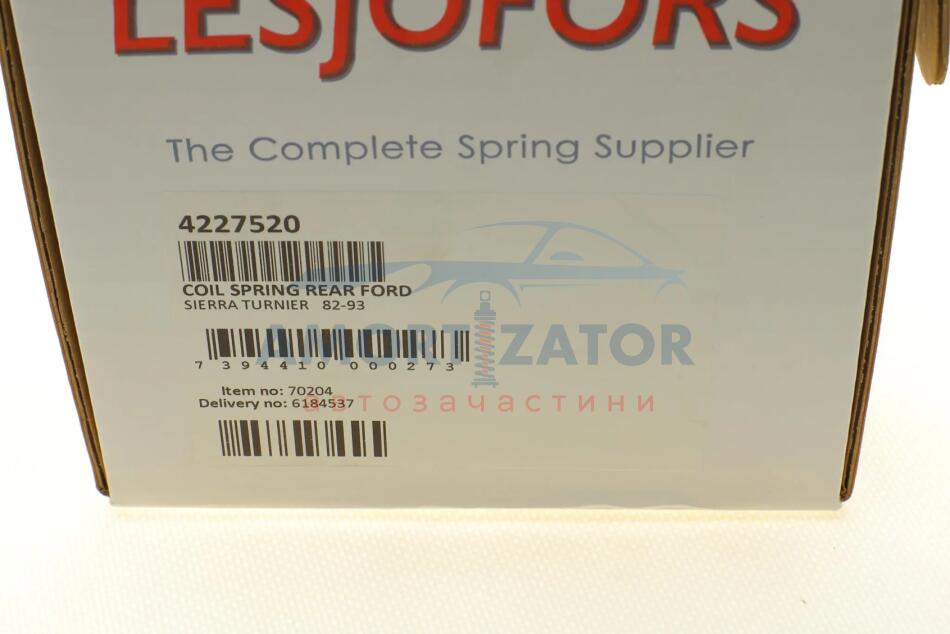 LESJÖFORS
The Complete Spring Supplier
4227520
COIL SPRING REAR FORD
SIERRA TURNIER 82-93
AMORTIZATOR
7 394410 000273
Item no: 70204
Delivery no: 6184537
автозачастини